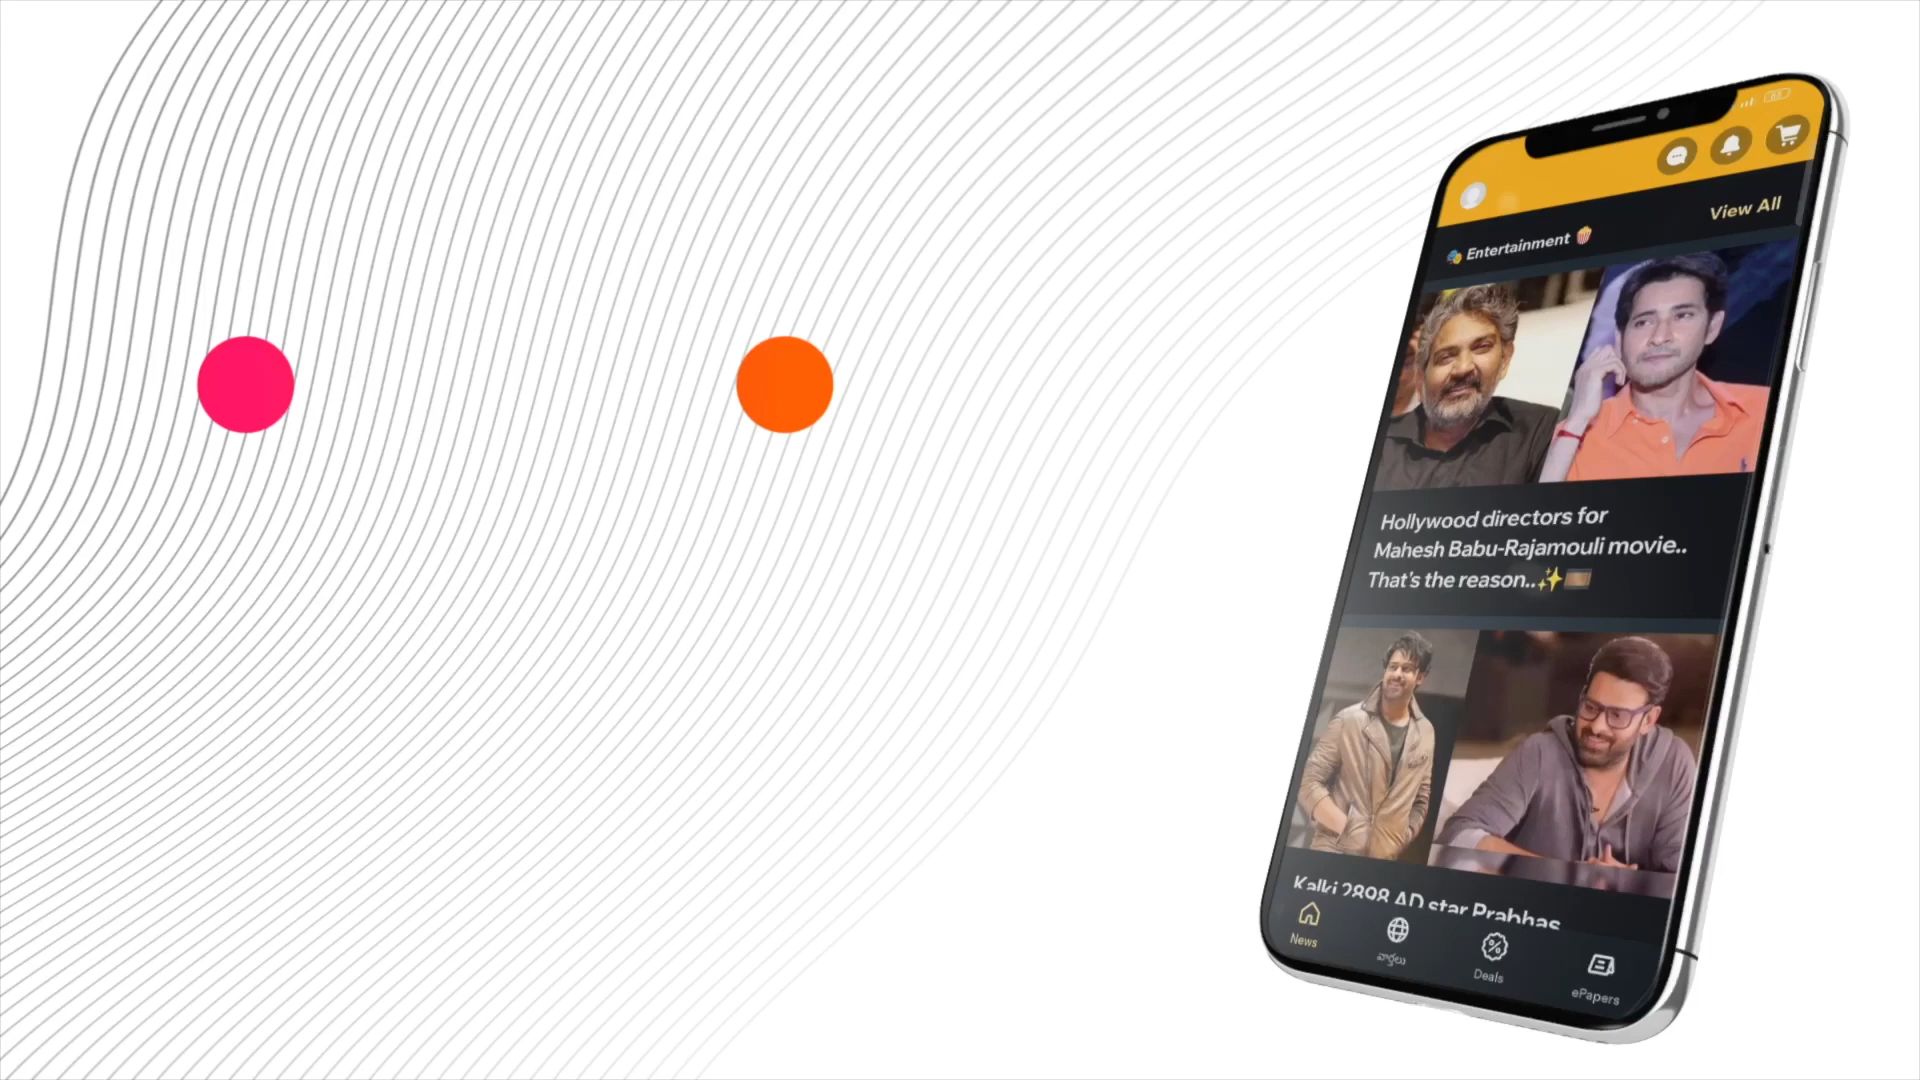 View All
🎭 Entertainment 🍿
Hollywood directors for
Mahesh Babu-Rajamouli movie..
That's the reason..✨🎞️
Kalki 2898 AD star Prabhas
News
వార్తలు
Deals
ePapers